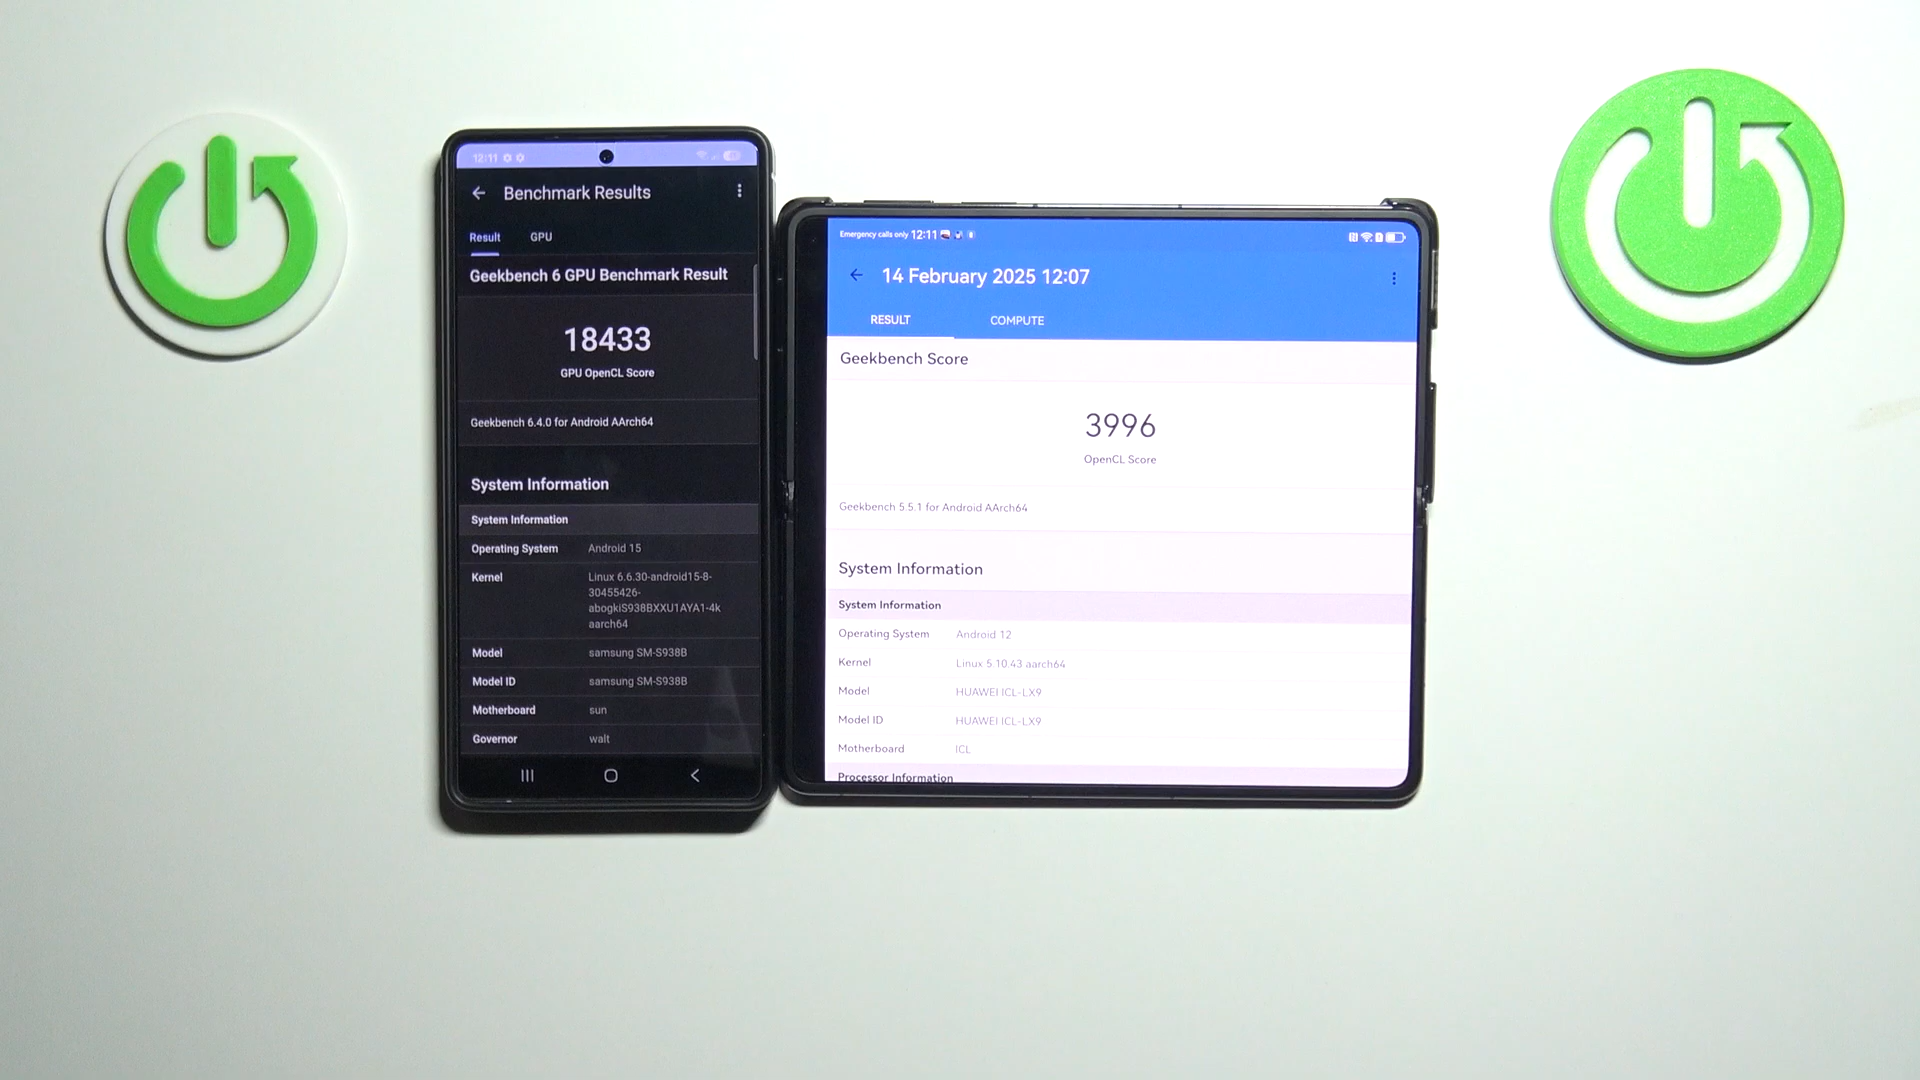 12:11
Benchmark Results
Result GPU
Geekbench 6 GPU Benchmark Result
18433
GPU OpenCL Score
Geekbench 6.4.0 for Android AArch64
System Information
System Information
Operating System Android 15
Kernel Linux 6.6.30-android15-8-
30455426-
abogkiS938BXXU1AYA1-4k
aarch64
Model samsung SM-S938B
Model ID samsung SM-S938B
Motherboard sun
Governor walt
Emergency calls only 12:11
14 February 2025 12:07
RESULT COMPUTE
Geekbench Score
3996
OpenCL Score
Geekbench 5.5.1 for Android AArch64
System Information
System Information
Operating System Android 12
Kernel Linux 5.10.43 aarch64
Model HUAWEI ICL-LX9
Model ID HUAWEI ICL-LX9
Motherboard ICL
Processor Information